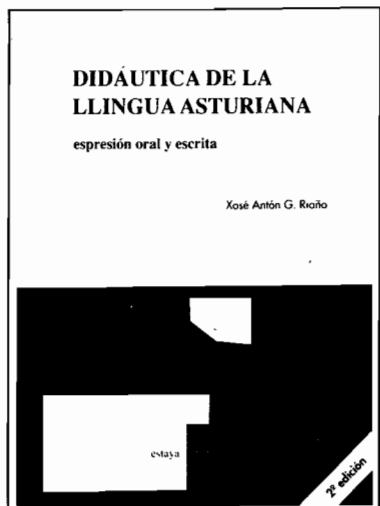 DIDÁUTICA DE LA
LLINGUA ASTURIANA
espresión oral y escrita
Xosé Antón G. Riaño
estaya
2ª edición